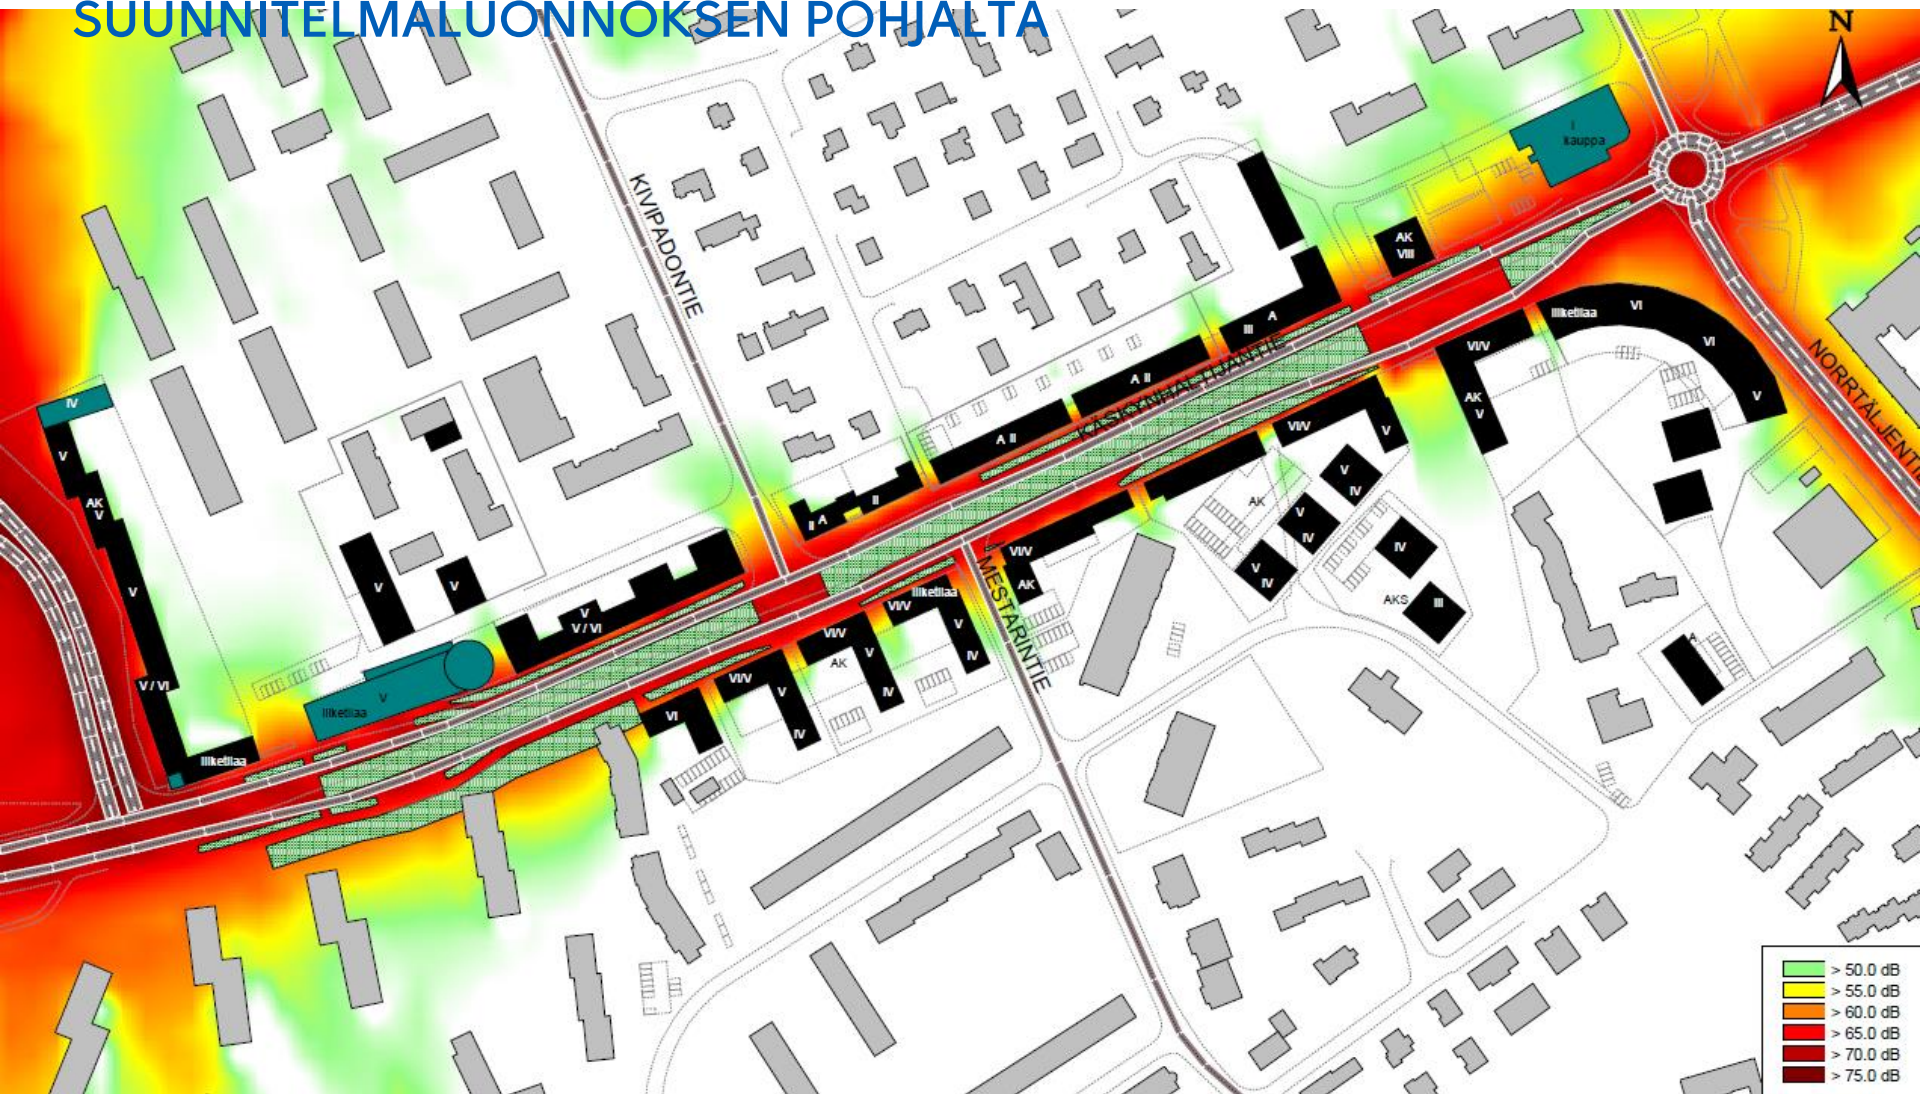 SUUNNITELMALUONNOKSEN POHJALTA
N
I
kauppa
KIVIPADONTIE
AK
VIII
III A
VI
liiketilaa
VI
V
VI/V
AK
V
NORRTÄLJENTIE
A II
KÄSKYNHALTIJANTIE
A II
VI/V
V
II
II A
IV
V
AK
V
V
V / VI
liiketilaa
V
V
V
V / VI
V
liiketilaa
V
IV
AK
V
IV
V
IV
IV
AKS
III
A
VI/V
AK
MESTARINTIE
liiketilaa
VI/V
V
IV
VI/V
AK
V
IV
VI/V
V
IV
VI
> 50.0 dB
> 55.0 dB
> 60.0 dB
> 65.0 dB
> 70.0 dB
> 75.0 dB